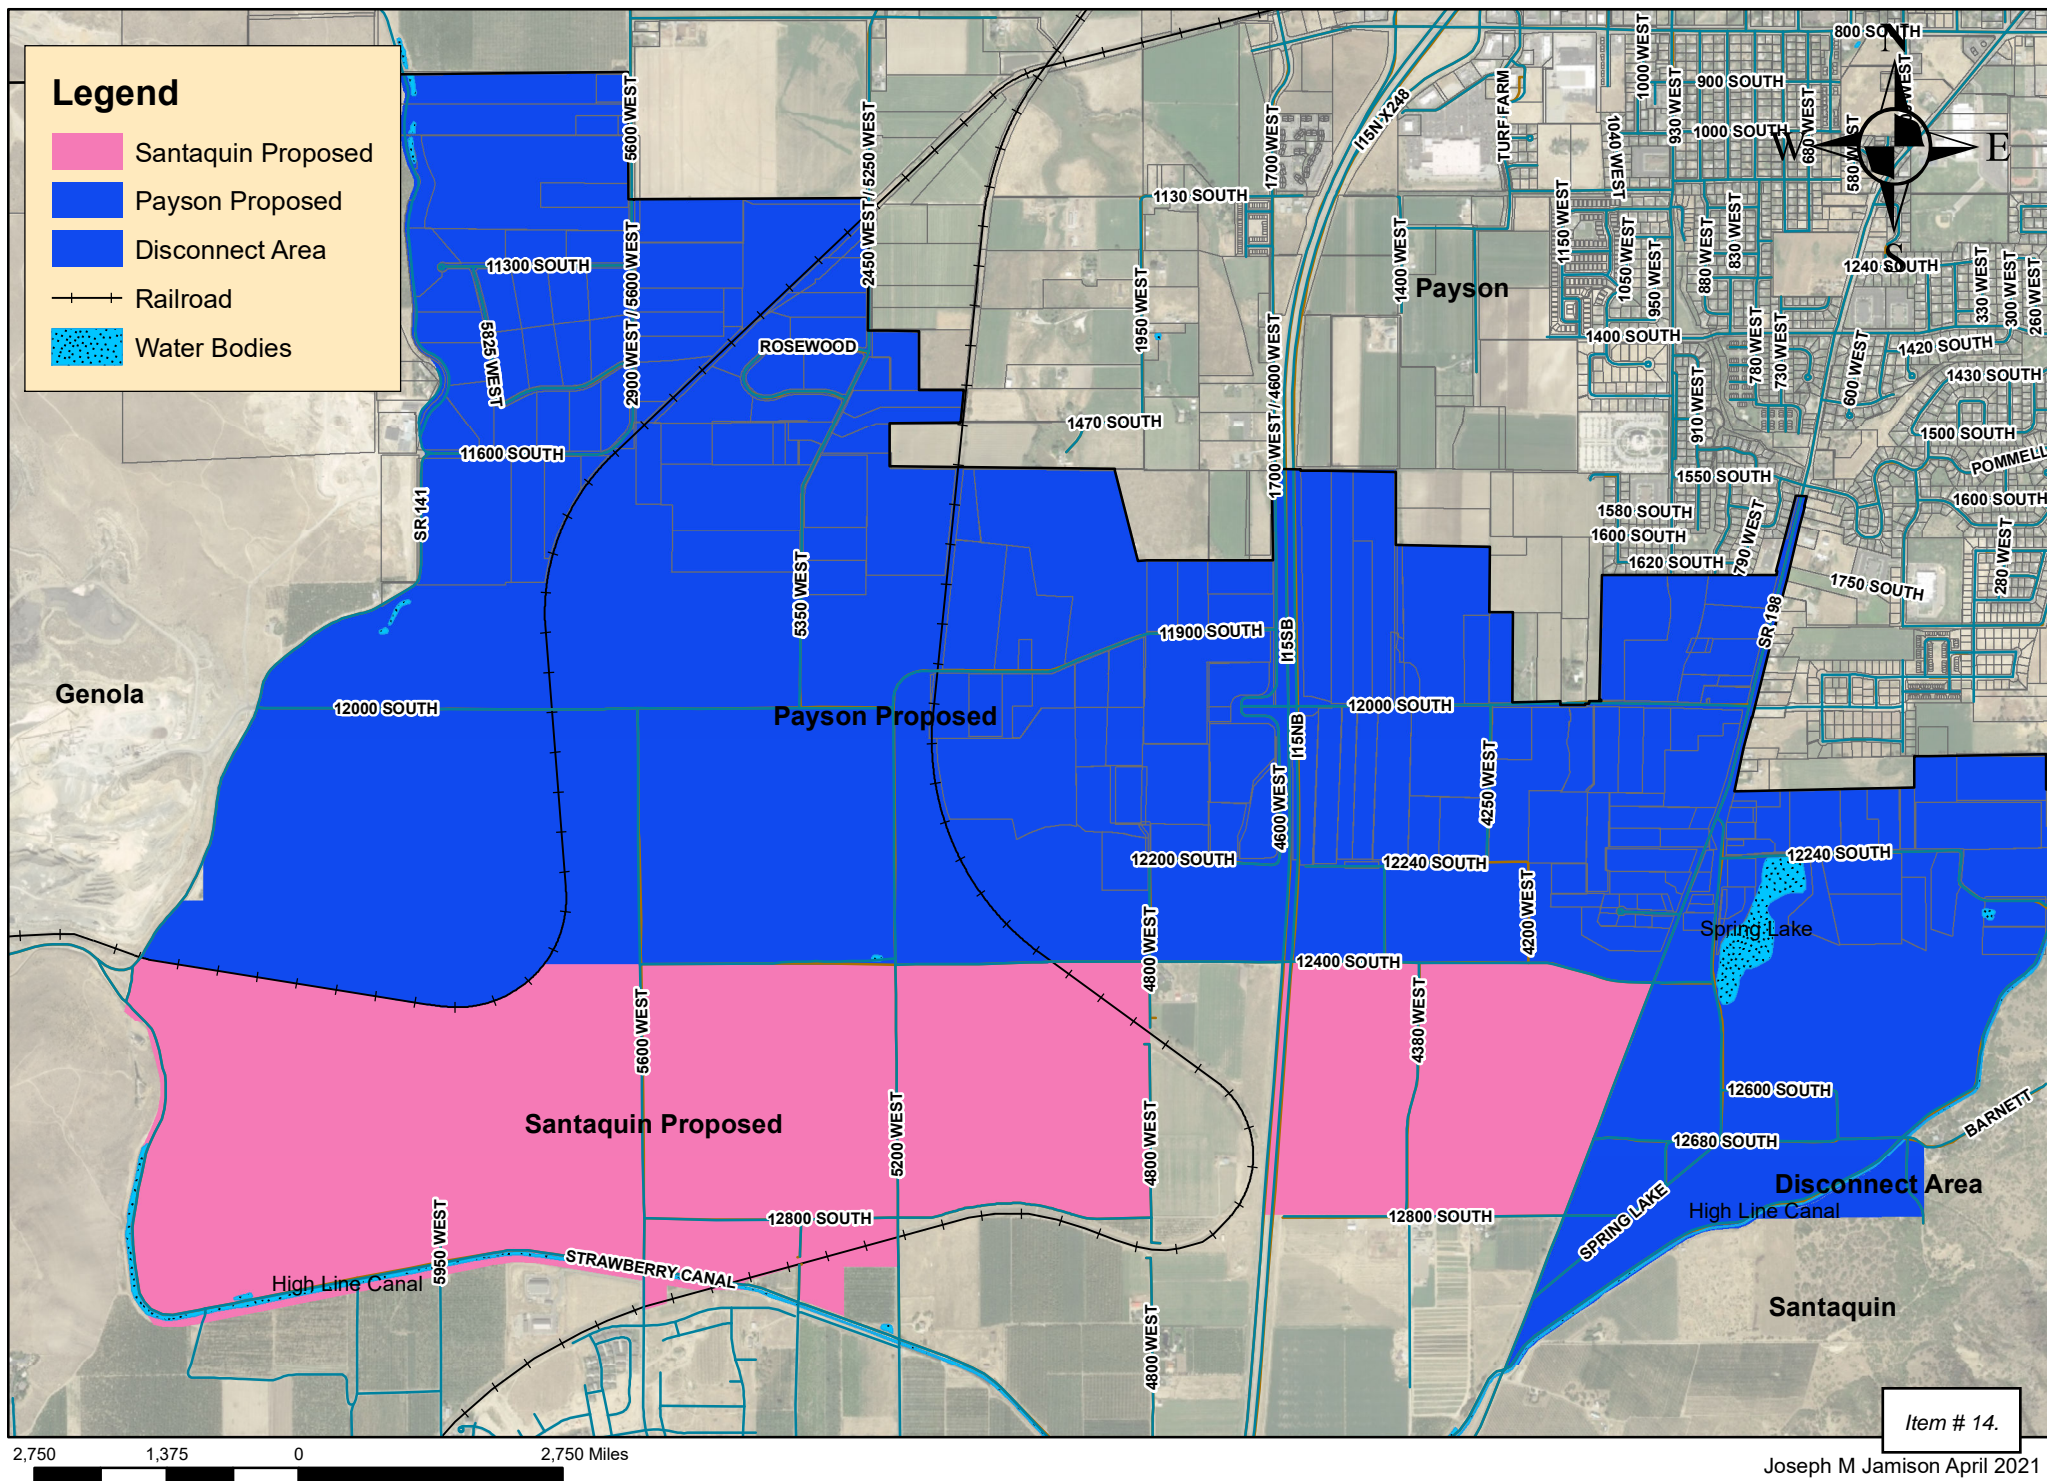 Legend
Santaquin Proposed
Payson Proposed
Disconnect Area
Railroad
Water Bodies
N
W
E
S
800 SOUTH
900 SOUTH
1000 SOUTH
1000 WEST
930 WEST
680 WEST
580 WEST
1040 WEST
TURF FARM
I15N X248
1700 WEST
5600 WEST
2450 WEST / 5250 WEST
1130 SOUTH
1150 WEST
1050 WEST
950 WEST
880 WEST
830 WEST
1240 SOUTH
330 WEST
300 WEST
260 WEST
1400 WEST
Payson
1950 WEST
11300 SOUTH
2900 WEST / 5600 WEST
5825 WEST
ROSEWOOD
1400 SOUTH
780 WEST
730 WEST
600 WEST
1420 SOUTH
1430 SOUTH
910 WEST
1470 SOUTH
1500 SOUTH
POMMELL
11600 SOUTH
SR 141
1700 WEST / 4600 WEST
1550 SOUTH
1580 SOUTH
1600 SOUTH
1620 SOUTH
790 WEST
1600 SOUTH
280 WEST
1750 SOUTH
SR 198
5350 WEST
11900 SOUTH
I15SB
I15NB
Genola
12000 SOUTH
Payson Proposed
12000 SOUTH
4600 WEST
4250 WEST
12200 SOUTH
12240 SOUTH
12240 SOUTH
4800 WEST
4200 WEST
Spring Lake
12400 SOUTH
5600 WEST
4380 WEST
12600 SOUTH
BARNETT
Santaquin Proposed
5200 WEST
4800 WEST
12680 SOUTH
Disconnect Area
High Line Canal
12800 SOUTH
12800 SOUTH
SPRING LAKE
5950 WEST
High Line Canal
STRAWBERRY CANAL
Santaquin
4800 WEST
Item # 14.
2,750
1,375
0
2,750 Miles
Joseph M Jamison April 2021